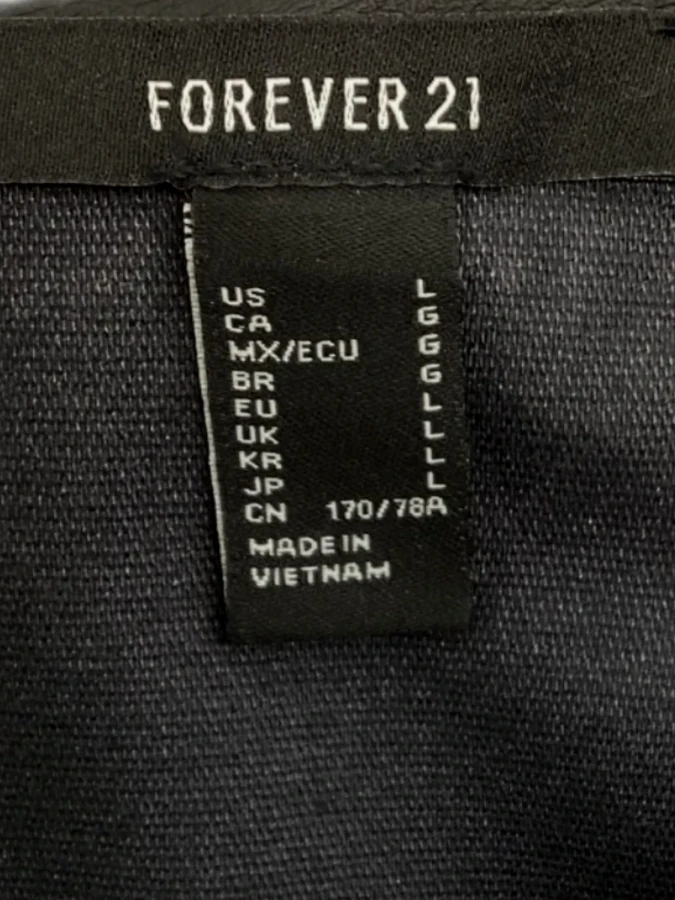 FOREVER 21
US L
CA G
MX/ECU G
BR G
EU L
UK L
KR L
JP L
CN 170/78A
MADE IN
VIETNAM